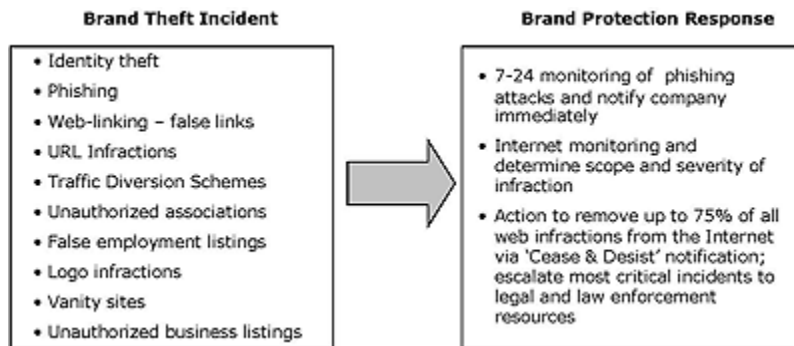 Brand Theft Incident
• Identity theft
• Phishing
• Web-linking – false links
• URL Infractions
• Traffic Diversion Schemes
• Unauthorized associations
• False employment listings
• Logo infractions
• Vanity sites
• Unauthorized business listings
Brand Protection Response
• 7-24 monitoring of phishing
attacks and notify company
immediately
• Internet monitoring and
determine scope and severity of
infraction
• Action to remove up to 75% of all
web infractions from the Internet
via 'Cease & Desist' notification;
escalate most critical incidents to
legal and law enforcement
resources